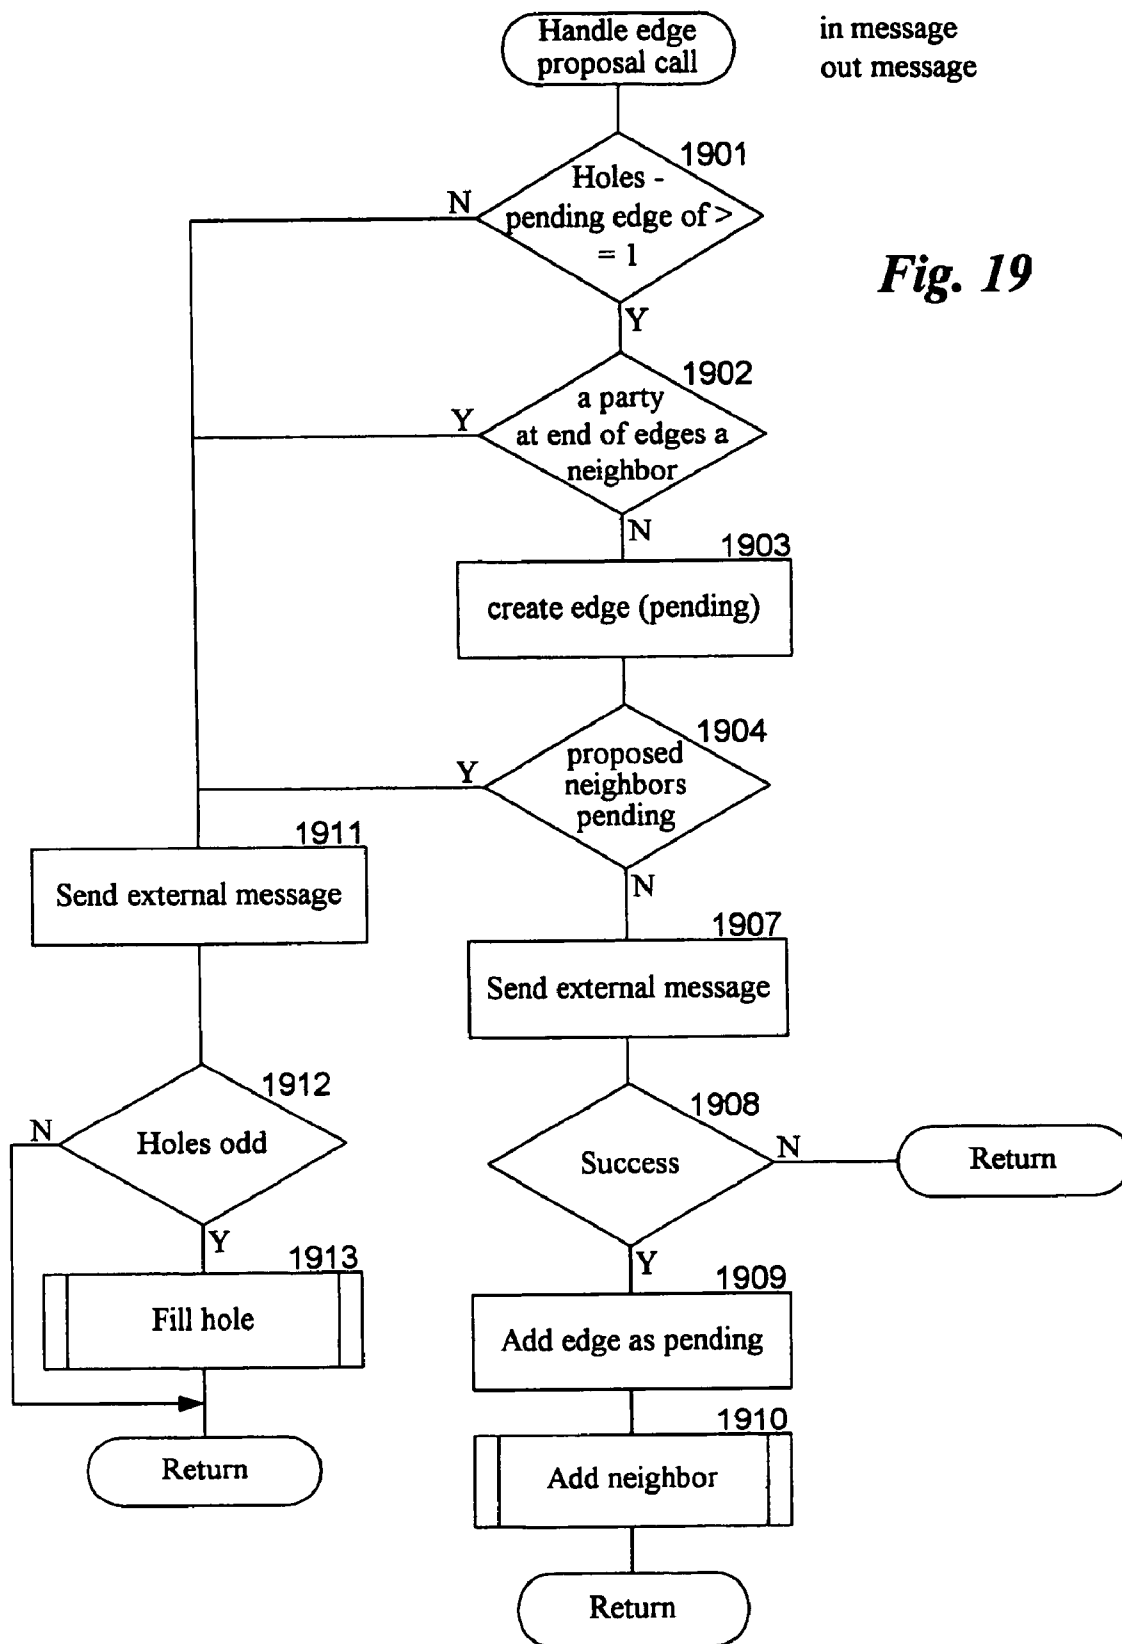 Handle edge
proposal call
in message
out message
1901
Holes -
pending edge of >
= 1
N
Y
Fig. 19
1902
a party
at end of edges a
neighbor
Y
N
1903
create edge (pending)
1904
proposed
neighbors
pending
Y
N
1911
Send external message
1907
Send external message
1912
Holes odd
N
Y
1908
Success
N
Return
Y
1913
Fill hole
1909
Add edge as pending
1910
Add neighbor
Return
Return